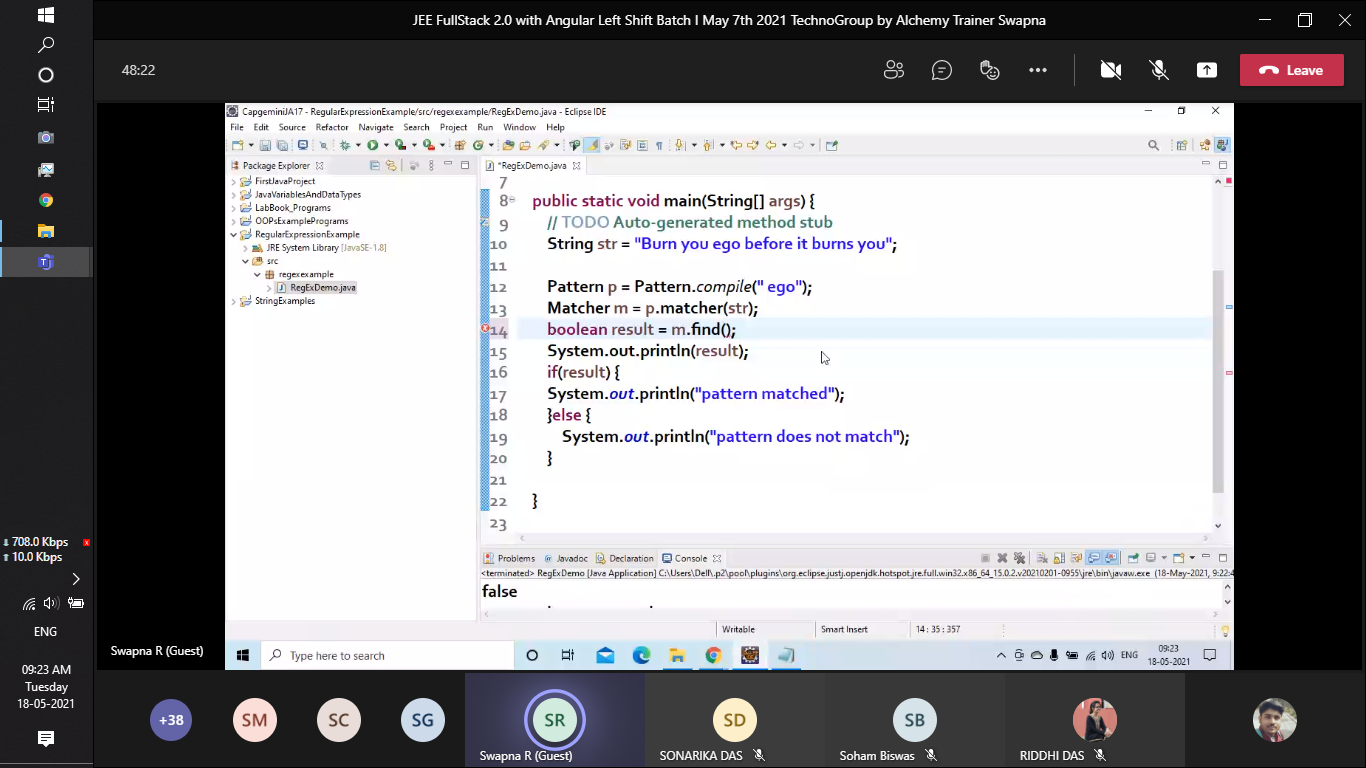 JEE FullStack 2.0 with Angular Left Shift Batch I May 7th 2021 TechnoGroup by Alchemy Trainer Swapna
48:22
Leave
CapgeminiJA17 - RegularExpressionExample/src/regexexample/RegExDemo.java - Eclipse IDE
File Edit Source Refactor Navigate Search Project Run Window Help
Package Explorer
FirstJavaProject
JavaVariablesAndDataTypes
LabBook_Programs
OOPsExamplePrograms
RegularExpressionExample
JRE System Library [JavaSE-1.8]
src
regexexample
RegExDemo.java
StringExamples
*RegExDemo.java
7
8 public static void main(String[] args) {
9 // TODO Auto-generated method stub
10 String str = "Burn you ego before it burns you";
11
12 Pattern p = Pattern.compile(" ego");
13 Matcher m = p.matcher(str);
14 boolean result = m.find();
15 System.out.println(result);
16 if(result) {
17 System.out.println("pattern matched");
18 }else {
19 System.out.println("pattern does not match");
20 }
21
22 }
23
Problems Javadoc Declaration Console
<terminated> RegExDemo [Java Application] C:\Users\Dell\.p2\pool\plugins\org.eclipse.justj.openjdk.hotspot.jre.full.win32.x86_64_15.0.2.v20210201-0955\jre\bin\javaw.exe (18-May-2021, 9:22:4
false
Writable Smart Insert 14 : 35 : 357
Type here to search
ENG
09:23
18-05-2021
Swapna R (Guest)
708.0 Kbps
10.0 Kbps
ENG
09:23 AM
Tuesday
18-05-2021
+38 SM SC SG SR SD SB
Swapna R (Guest) SONARIKA DAS Soham Biswas RIDDHI DAS